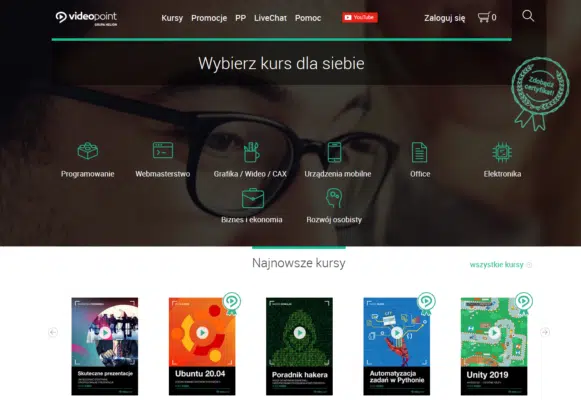 videopoint
GRUPA HELION
Kursy Promocje PP LiveChat Pomoc YouTube Zaloguj się 0
Wybierz kurs dla siebie
Zdobądź
certyfikat!
Programowanie Webmasterstwo Grafika / Wideo / CAX Urządzenia mobilne Office Elektronika
Biznes i ekonomia Rozwój osobisty
Najnowsze kursy
wszystkie kursy
Skuteczne prezentacje
Ubuntu 20.04
Poradnik hakera
Automatyzacja
zadań w Pythonie
Unity 2019